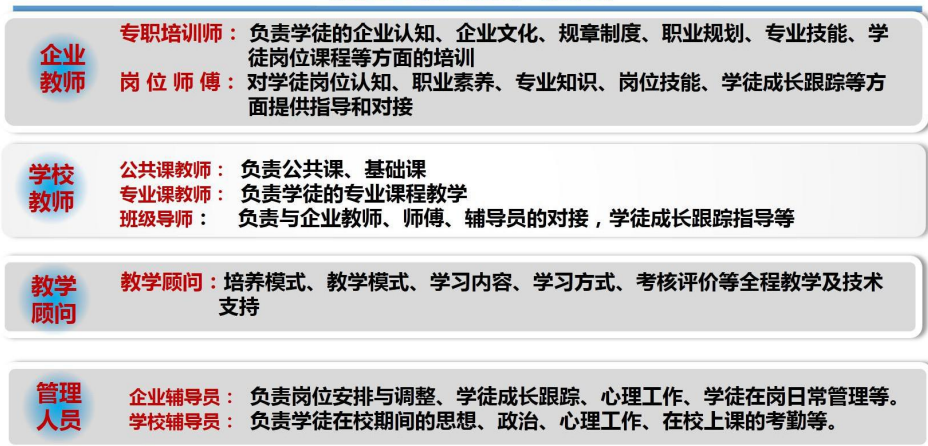 企业
教师
专职培训师：负责学徒的企业认知、企业文化、规章制度、职业规划、专业技能、学
徒岗位课程等方面的培训
岗位师傅：对学徒岗位认知、职业素养、专业知识、岗位技能、学徒成长跟踪等方
面提供指导和对接
学校
教师
公共课教师：负责公共课、基础课
专业课教师：负责学徒的专业课程教学
班级导师：负责与企业教师、师傅、辅导员的对接，学徒成长跟踪指导等
教学
顾问
教学顾问：培养模式、教学模式、学习内容、学习方式、考核评价等全程教学及技术
支持
管理
人员
企业辅导员：负责岗位安排与调整、学徒成长跟踪、心理工作、学徒在岗日常管理等。
学校辅导员：负责学徒在校期间的思想、政治、心理工作、在校上课的考勤等。